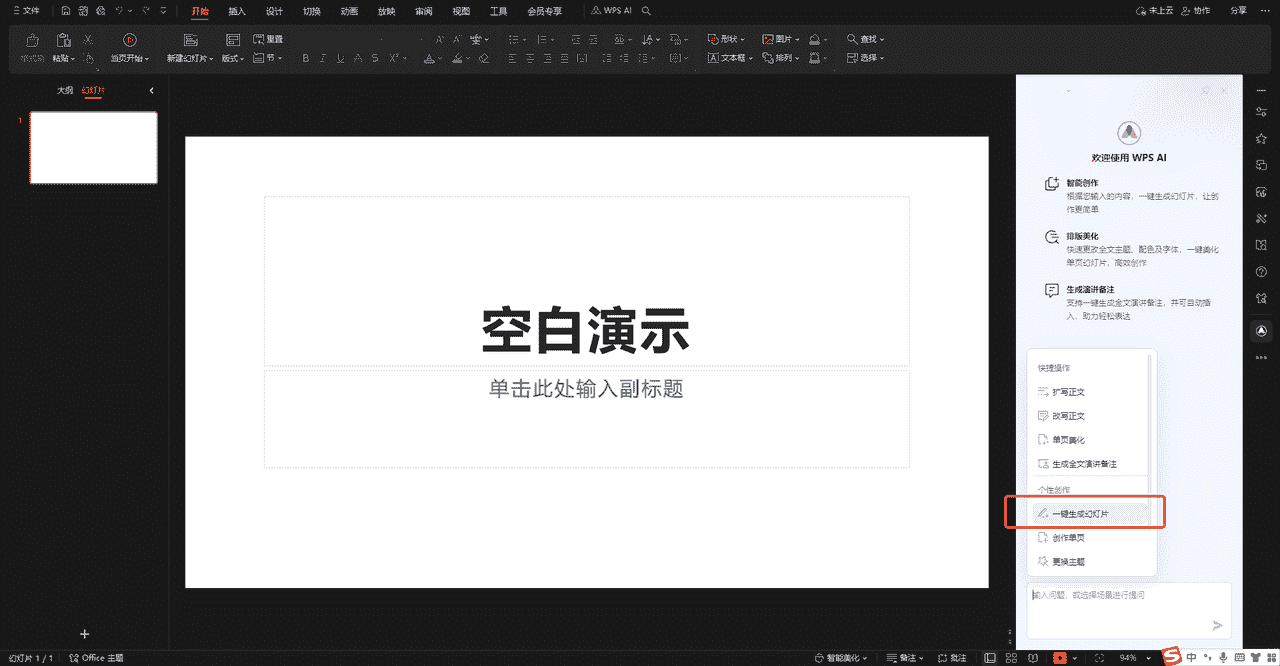 三 文件
开始 插入 设计 切换 动画 放映 审阅 视图 工具 会员专享 WPS AI
未上云 协作 分享
粘贴 当页开始 新建幻灯片 版式 重置 节
B I U A S X²
形状 图片 查找
文本框 排列 选择
大纲 幻灯片
1
空白演示
单击此处输入副标题
欢迎使用 WPS AI
智能创作
根据您输入的内容，一键生成幻灯片，让创
作更简单
排版美化
快速更改全文主题、配色及字体，一键美化
单页幻灯片，高效创作
生成演讲备注
支持一键生成全文演讲备注，并可自动插
入，助力轻松表达
快捷操作
扩写正文
改写正文
单页美化
生成全文演讲备注
个性创作
一键生成幻灯片
创作单页
更换主题
输入问题，或选择场景进行提问
幻灯片 1 / 1 Office 主题 智能美化 备注 批注 94% 中